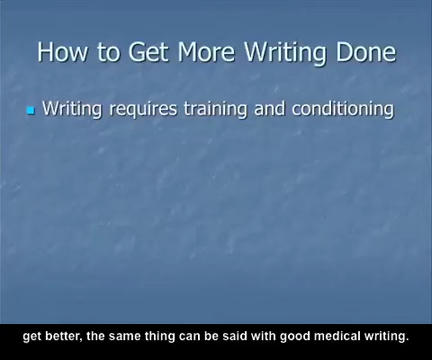 How to Get More Writing Done
Writing requires training and conditioning
get better, the same thing can be said with good medical writing.